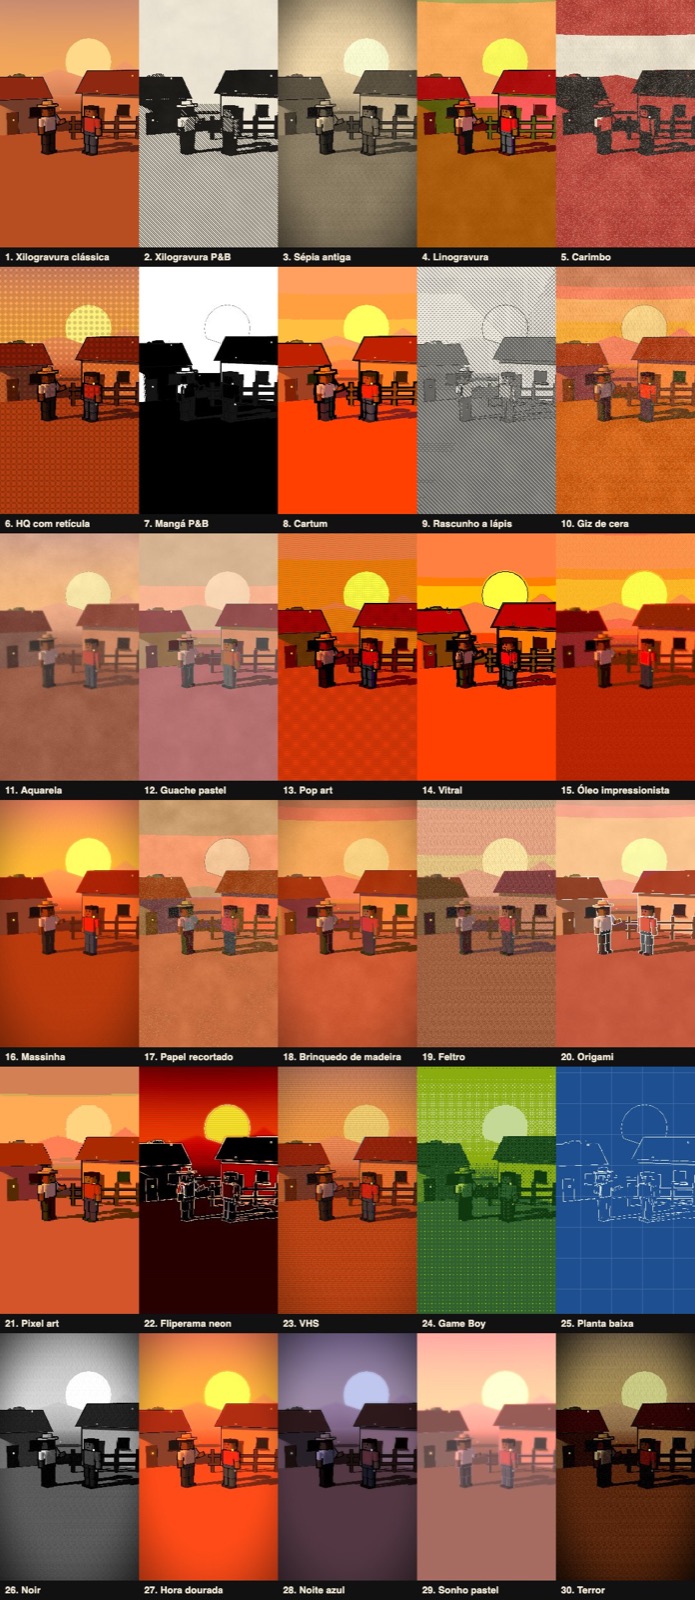 1. Xilogravura clássica
2. Xilogravura P&B
3. Sépia antiga
4. Linogravura
5. Carimbo
6. HQ com retícula
7. Mangá P&B
8. Cartum
9. Rascunho a lápis
10. Giz de cera
11. Aquarela
12. Guache pastel
13. Pop art
14. Vitral
15. Óleo impressionista
16. Massinha
17. Papel recortado
18. Brinquedo de madeira
19. Feltro
20. Origami
21. Pixel art
22. Fliperama neon
23. VHS
24. Game Boy
25. Planta baixa
26. Noir
27. Hora dourada
28. Noite azul
29. Sonho pastel
30. Terror